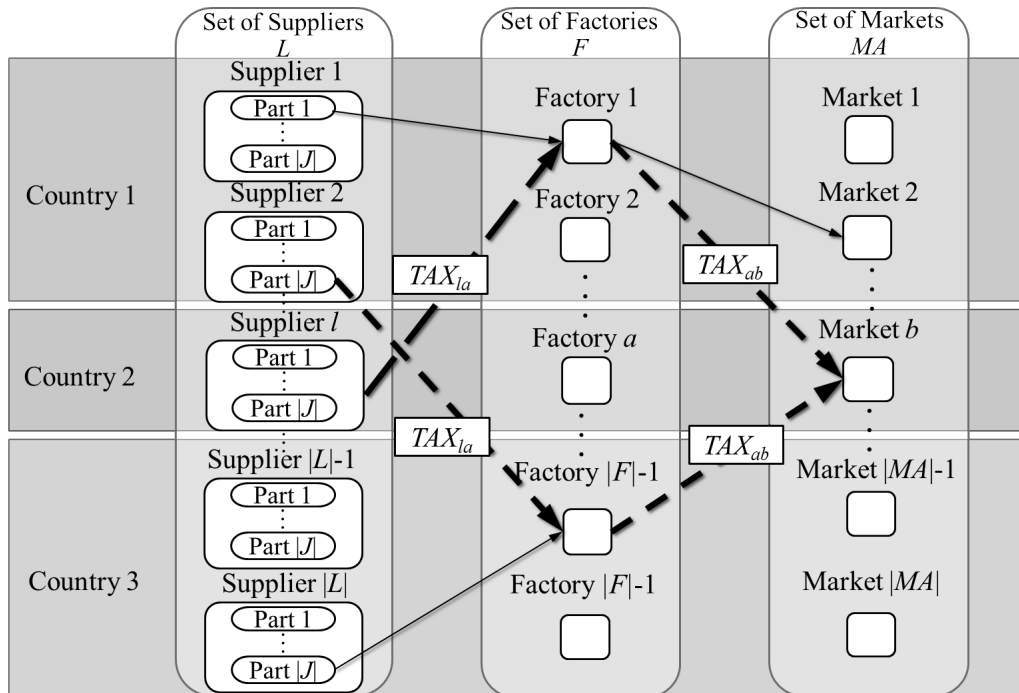 Set of Suppliers
L
Set of Factories
F
Set of Markets
MA
Country 1
Supplier 1
Part 1
Part |J|
Supplier 2
Part 1
Part |J|
Factory 1
Factory 2
Market 1
Market 2
TAX_la
TAX_ab
Country 2
Supplier l
Part 1
Part |J|
Factory a
Market b
TAX_la
TAX_ab
Country 3
Supplier |L|-1
Part 1
Part |J|
Supplier |L|
Part 1
Part |J|
Factory |F|-1
Factory |F|-1
Market |MA|-1
Market |MA|